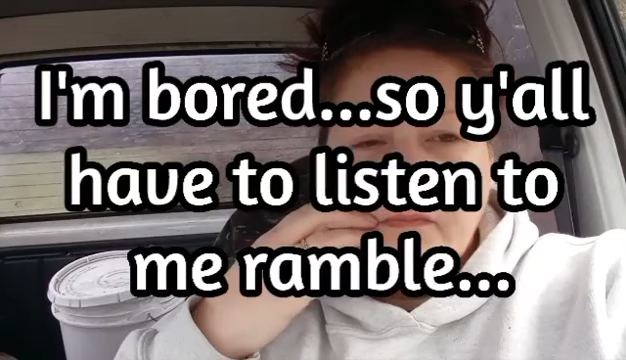 I'm bored...so y'all
have to listen to
me ramble...